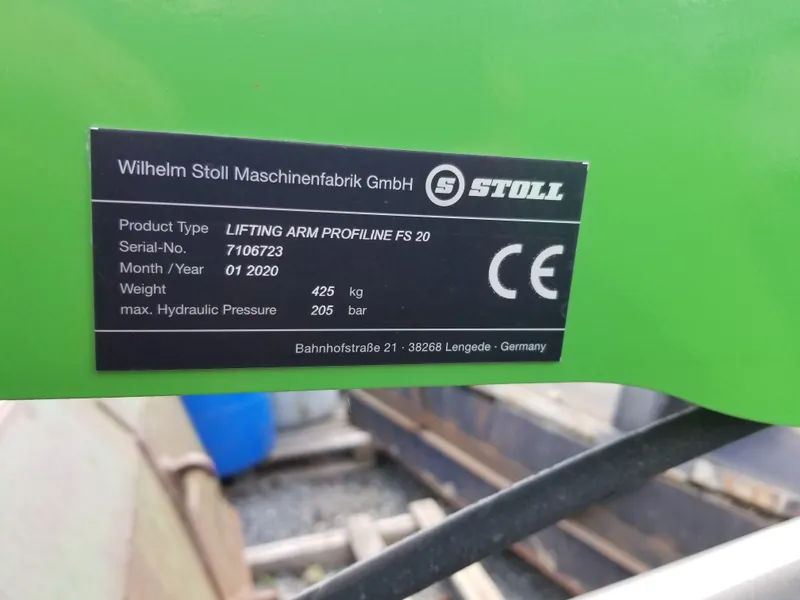 Wilhelm Stoll Maschinenfabrik GmbH S STOLL
Product Type LIFTING ARM PROFILINE FS 20
Serial-No. 7106723
Month / Year 01 2020
Weight 425 kg
max. Hydraulic Pressure 205 bar
CE
Bahnhofstraße 21 · 38268 Lengede · Germany